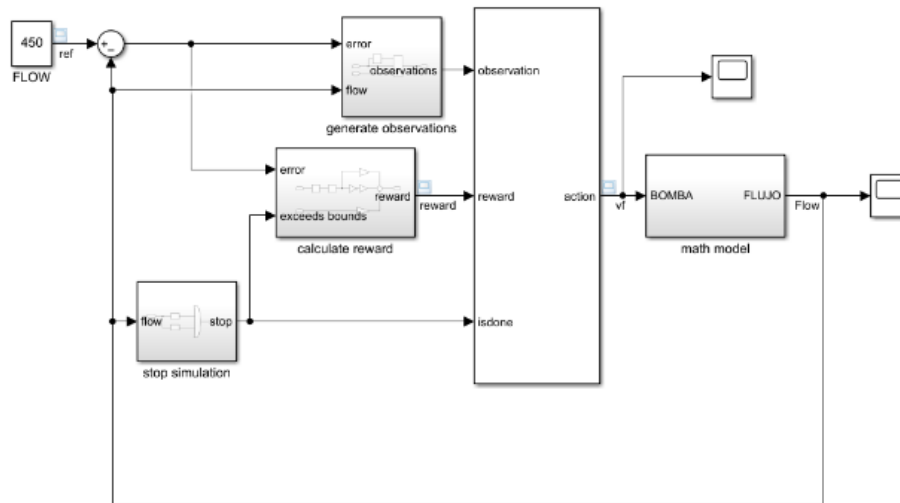 450
ref
FLOW
+
−
error
observations
flow
generate observations
observation
error
reward
exceeds bounds
calculate reward
reward
reward
action
vf
BOMBA
FLUJO
math model
Flow
flow
stop
stop simulation
isdone